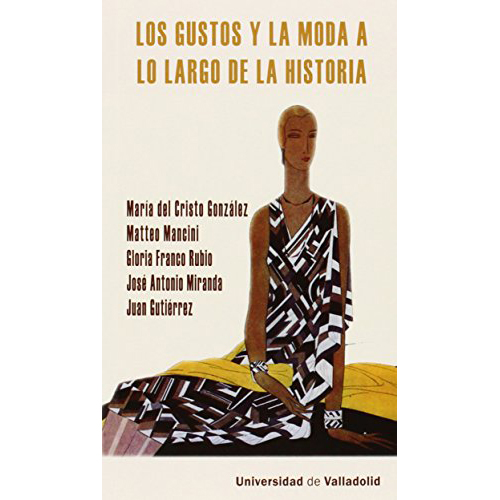 LOS GUSTOS Y LA MODA A
LO LARGO DE LA HISTORIA
María del Cristo González
Matteo Mancini
Gloria Franco Rubio
José Antonio Miranda
Juan Gutiérrez
Universidad de Valladolid